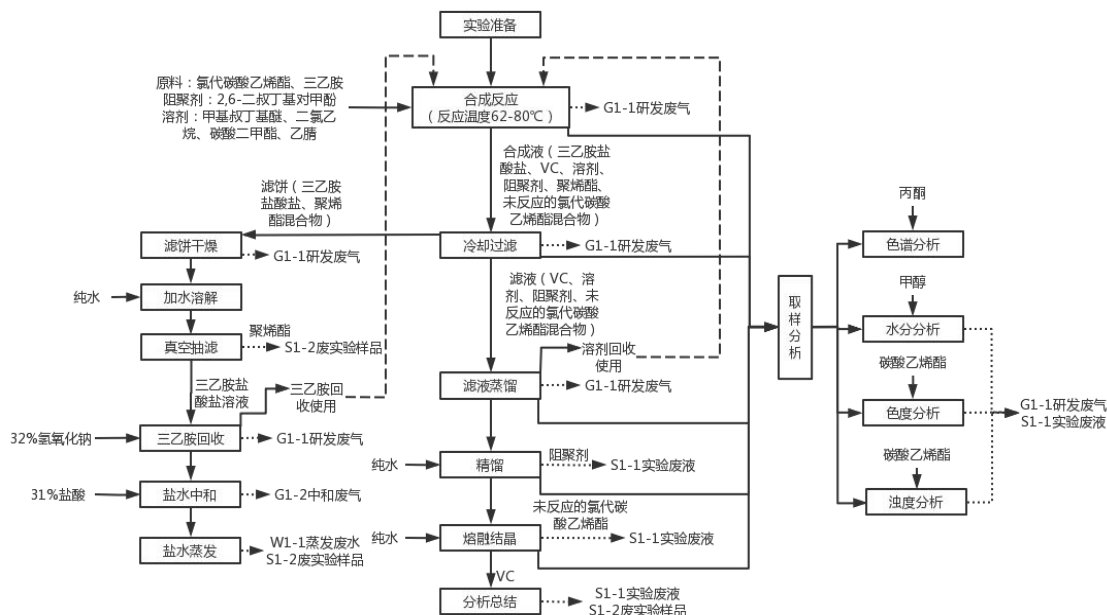 实验准备
原料：氯代碳酸乙烯酯、三乙胺
阻聚剂：2,6-二叔丁基对甲酚
溶剂：甲基叔丁基醚、二氯乙
烷、碳酸二甲酯、乙腈
合成反应
（反应温度62-80℃）
G1-1研发废气
合成液（三乙胺盐
酸盐、VC、溶剂、
阻聚剂、聚烯酯、
未反应的氯代碳酸
乙烯酯混合物）
滤饼（三乙胺
盐酸盐、聚烯
酯混合物）
冷却过滤
G1-1研发废气
滤饼干燥
G1-1研发废气
纯水
加水溶解
真空抽滤
聚烯酯
S1-2废实验样品
三乙胺盐
酸盐溶液
三乙胺回
收使用
32%氢氧化钠
三乙胺回收
G1-1研发废气
31%盐酸
盐水中和
G1-2中和废气
盐水蒸发
W1-1蒸发废水
S1-2废实验样品
滤液（VC、溶
剂、阻聚剂、未
反应的氯代碳酸
乙烯酯混合物）
溶剂回收
使用
滤液蒸馏
G1-1研发废气
纯水
精馏
阻聚剂
S1-1实验废液
未反应的氯代碳
酸乙烯酯
纯水
熔融结晶
S1-1实验废液
VC
分析总结
S1-1实验废液
S1-2废实验样品
取样分析
丙酮
色谱分析
甲醇
水分分析
碳酸乙烯酯
色度分析
碳酸乙烯酯
浊度分析
G1-1研发废气
S1-1实验废液